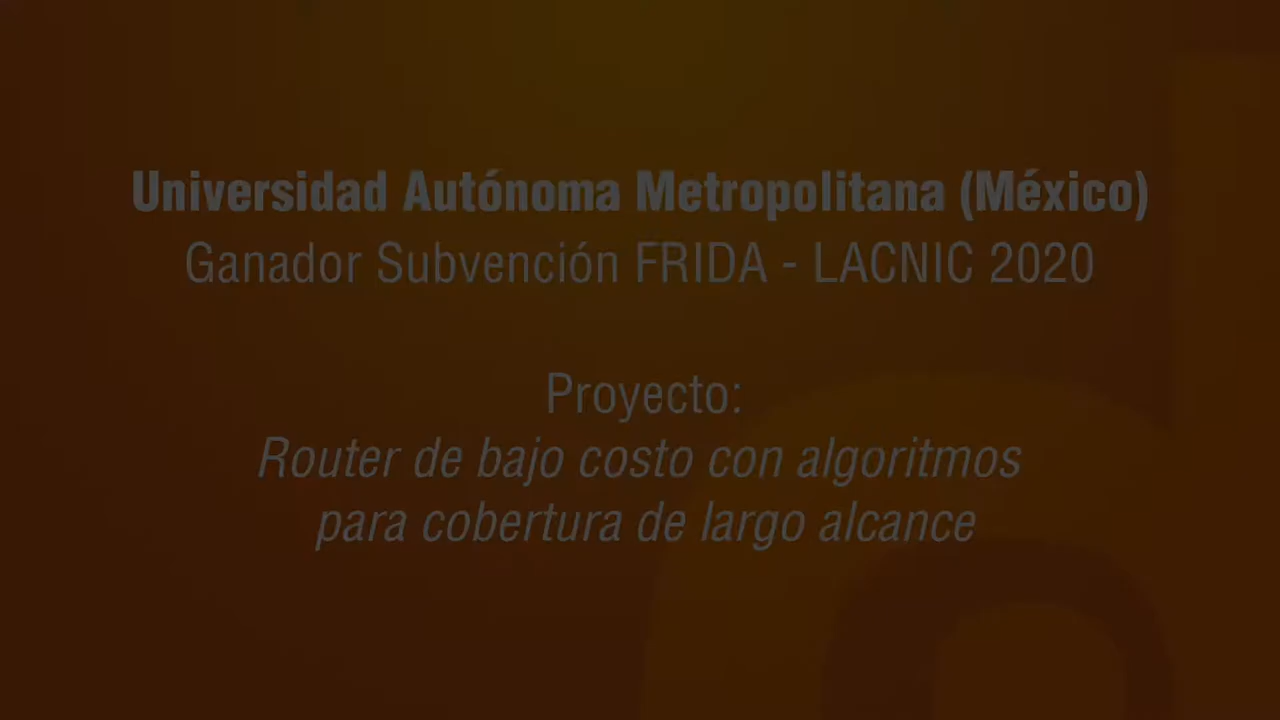 Universidad Autónoma Metropolitana (México)
Ganador Subvención FRIDA - LACNIC 2020
Proyecto:
Router de bajo costo con algoritmos
para cobertura de largo alcance